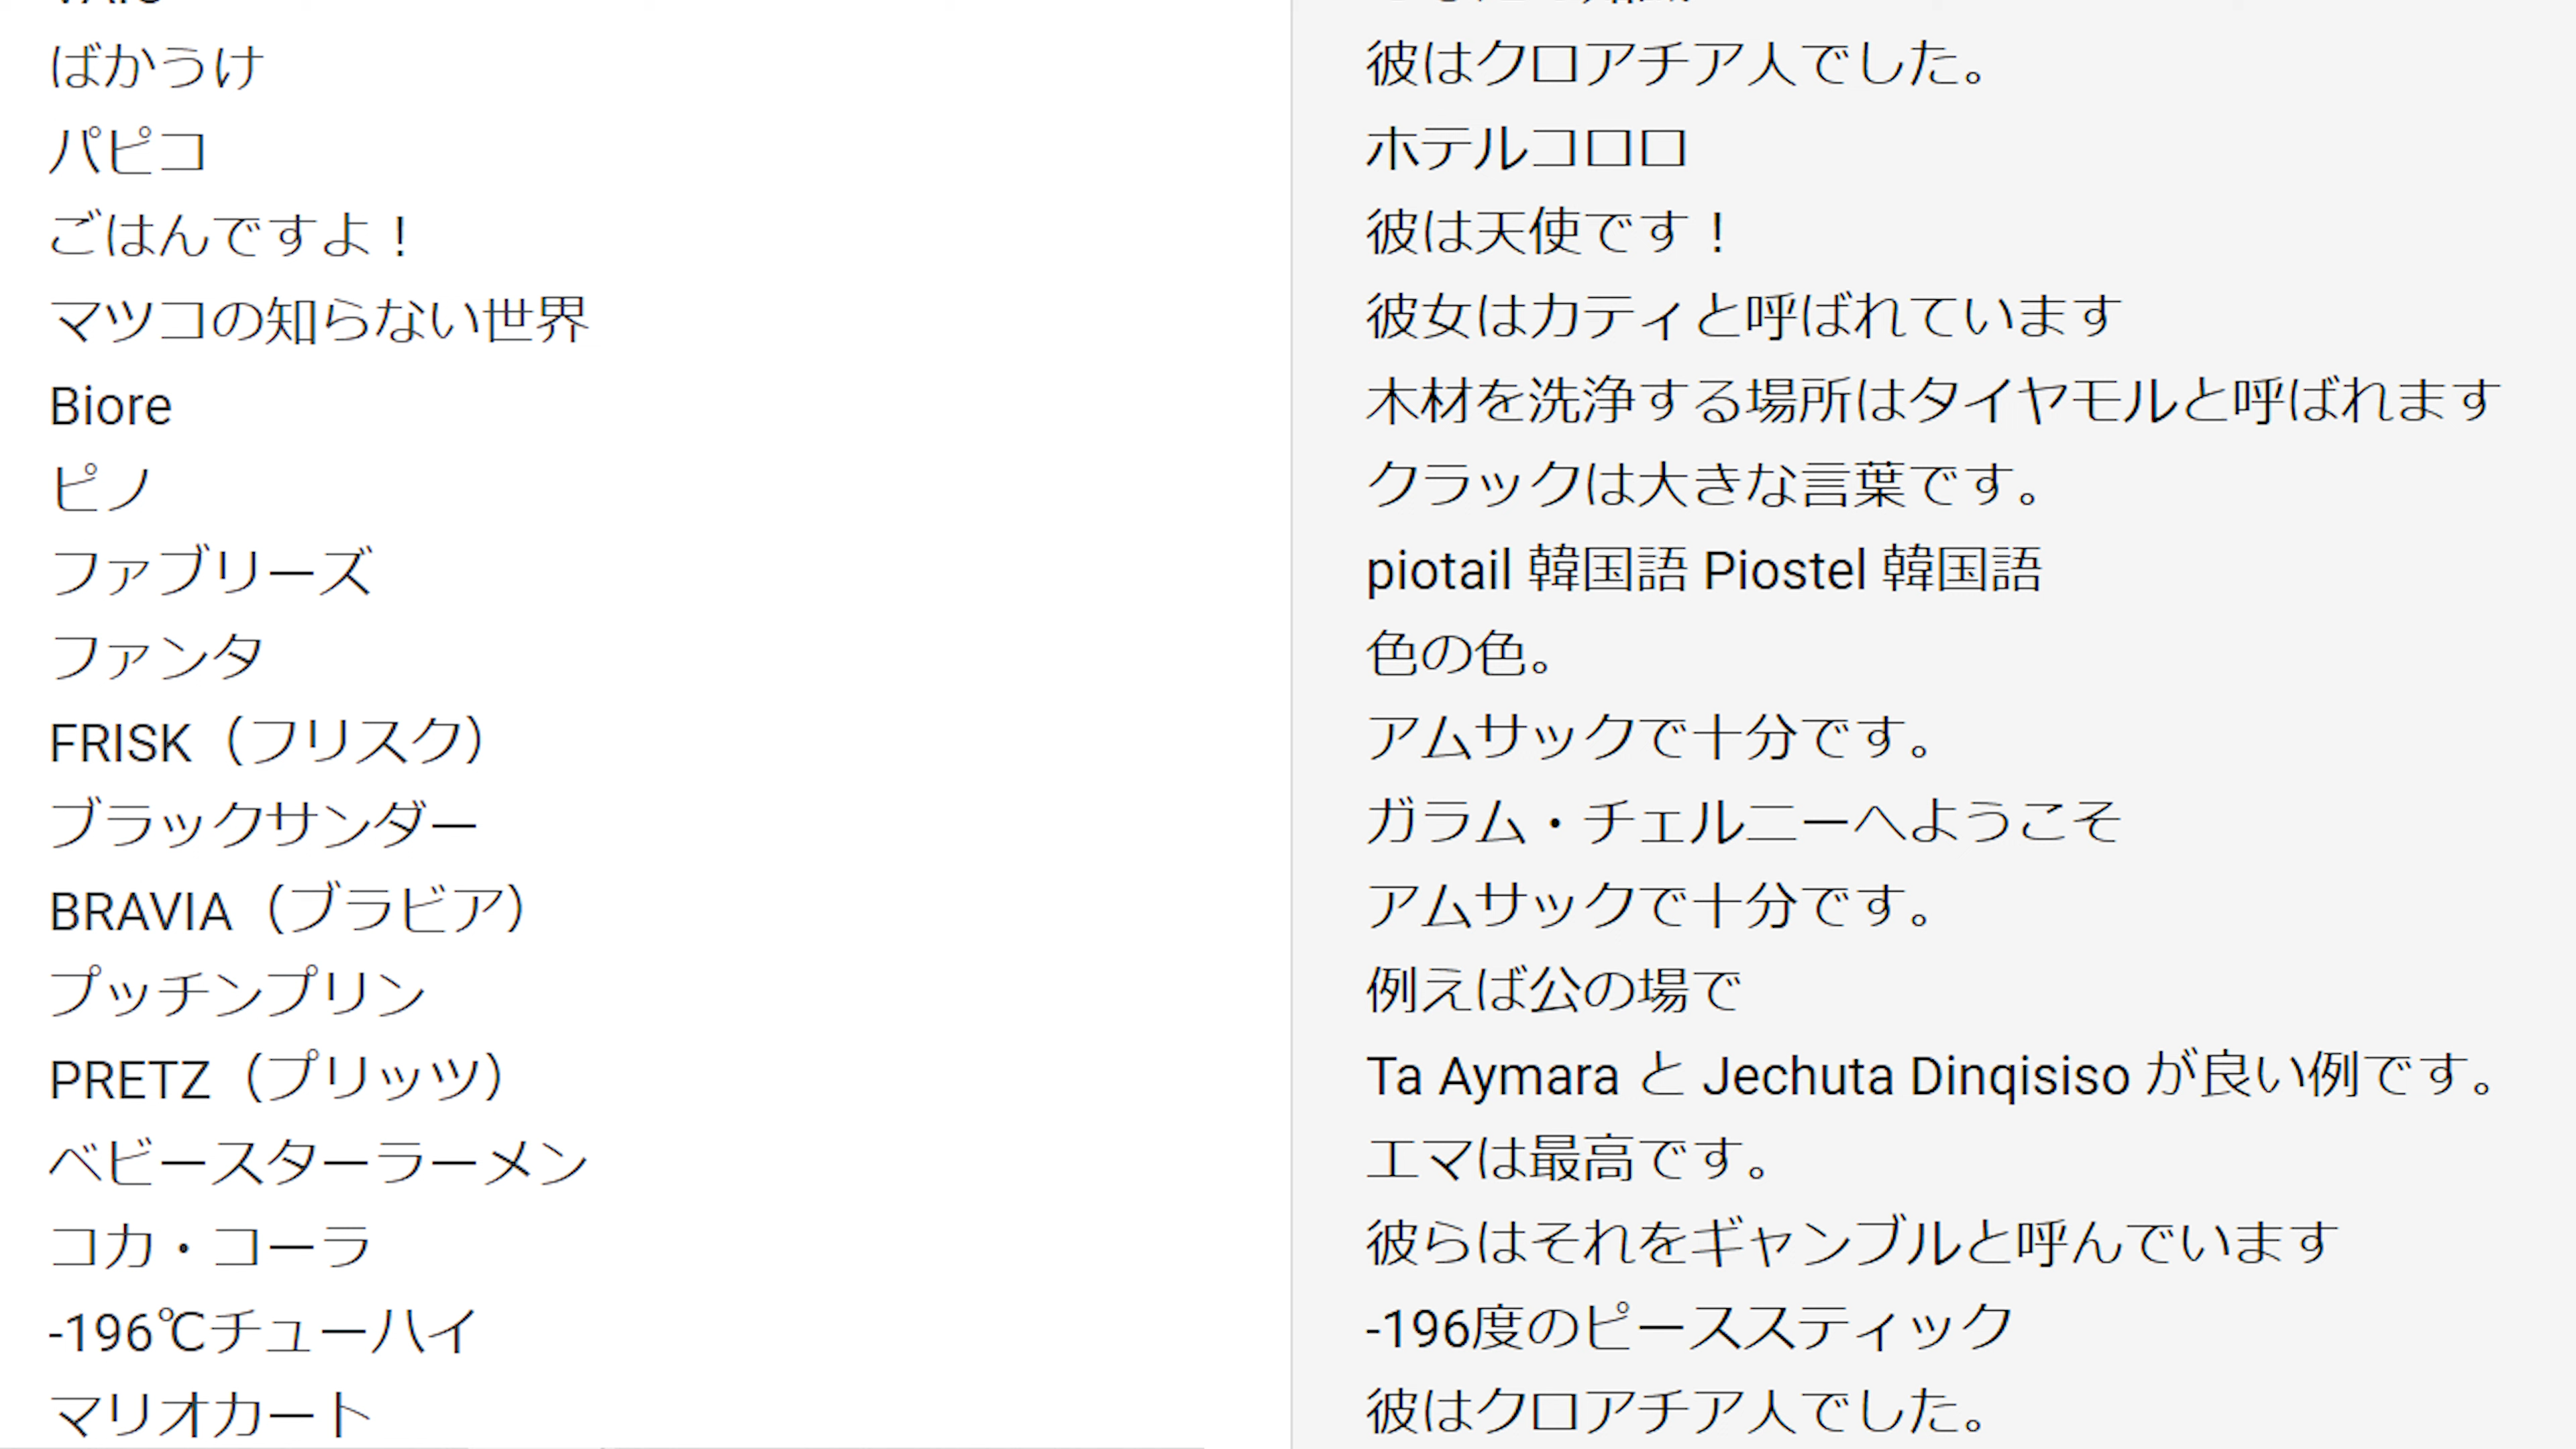 ばかうけ
パピコ
ごはんですよ！
マツコの知らない世界
Biore
ピノ
ファブリーズ
ファンタ
FRISK（フリスク）
ブラックサンダー
BRAVIA（ブラビア）
プッチンプリン
PRETZ（プリッツ）
ベビースターラーメン
コカ・コーラ
-196℃チューハイ
マリオカート
彼はクロアチア人でした。
ホテルコロロ
彼は天使です！
彼女はカティと呼ばれています
木材を洗浄する場所はタイヤモルと呼ばれます
クラックは大きな言葉です。
piotail 韓国語 Piostel 韓国語
色の色。
アムサックで十分です。
ガラム・チェルニーへようこそ
アムサックで十分です。
例えば公の場で
Ta Aymara と Jechuta Dinqisiso が良い例です。
エマは最高です。
彼らはそれをギャンブルと呼んでいます
-196度のピーススティック
彼はクロアチア人でした。